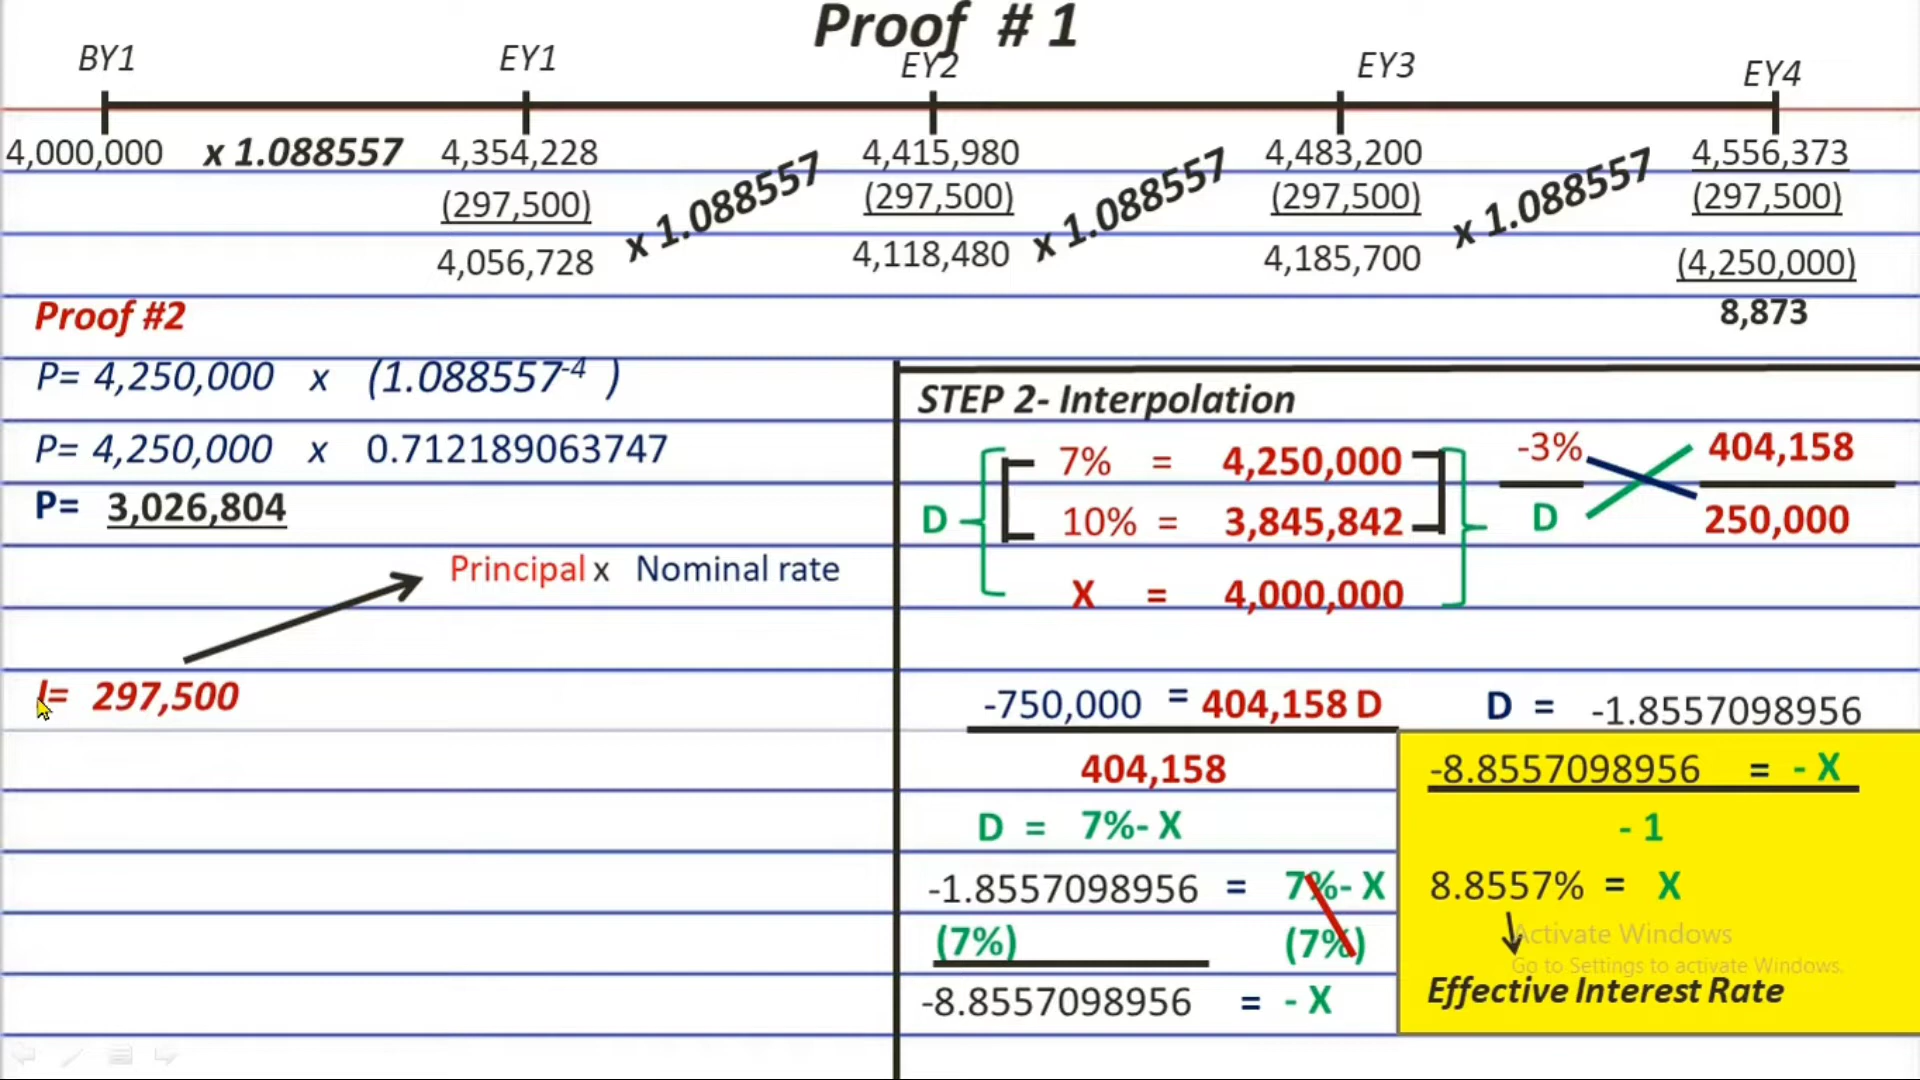 Proof # 1
BY1 EY1 EY2 EY3 EY4
4,000,000 x 1.088557 4,354,228 x 1.088557 4,415,980 x 1.088557 4,483,200 x 1.088557 4,556,373
(297,500) (297,500) (297,500) (297,500)
4,056,728 4,118,480 4,185,700 (4,250,000)
8,873
Proof #2
P= 4,250,000 x (1.088557-4 )
P= 4,250,000 x 0.712189063747
P= 3,026,804
Principal x Nominal rate
I= 297,500
STEP 2- Interpolation
7% = 4,250,000
D 10% = 3,845,842
X = 4,000,000
-3% 404,158
D 250,000
-750,000 = 404,158 D
404,158
D = 7%- X
-1.8557098956 = 7%- X
(7%) (7%)
-8.8557098956 = - X
D = -1.8557098956
-8.8557098956 = - X
- 1
8.8557% = X
Activate Windows
Go to Settings to activate Windows.
Effective Interest Rate